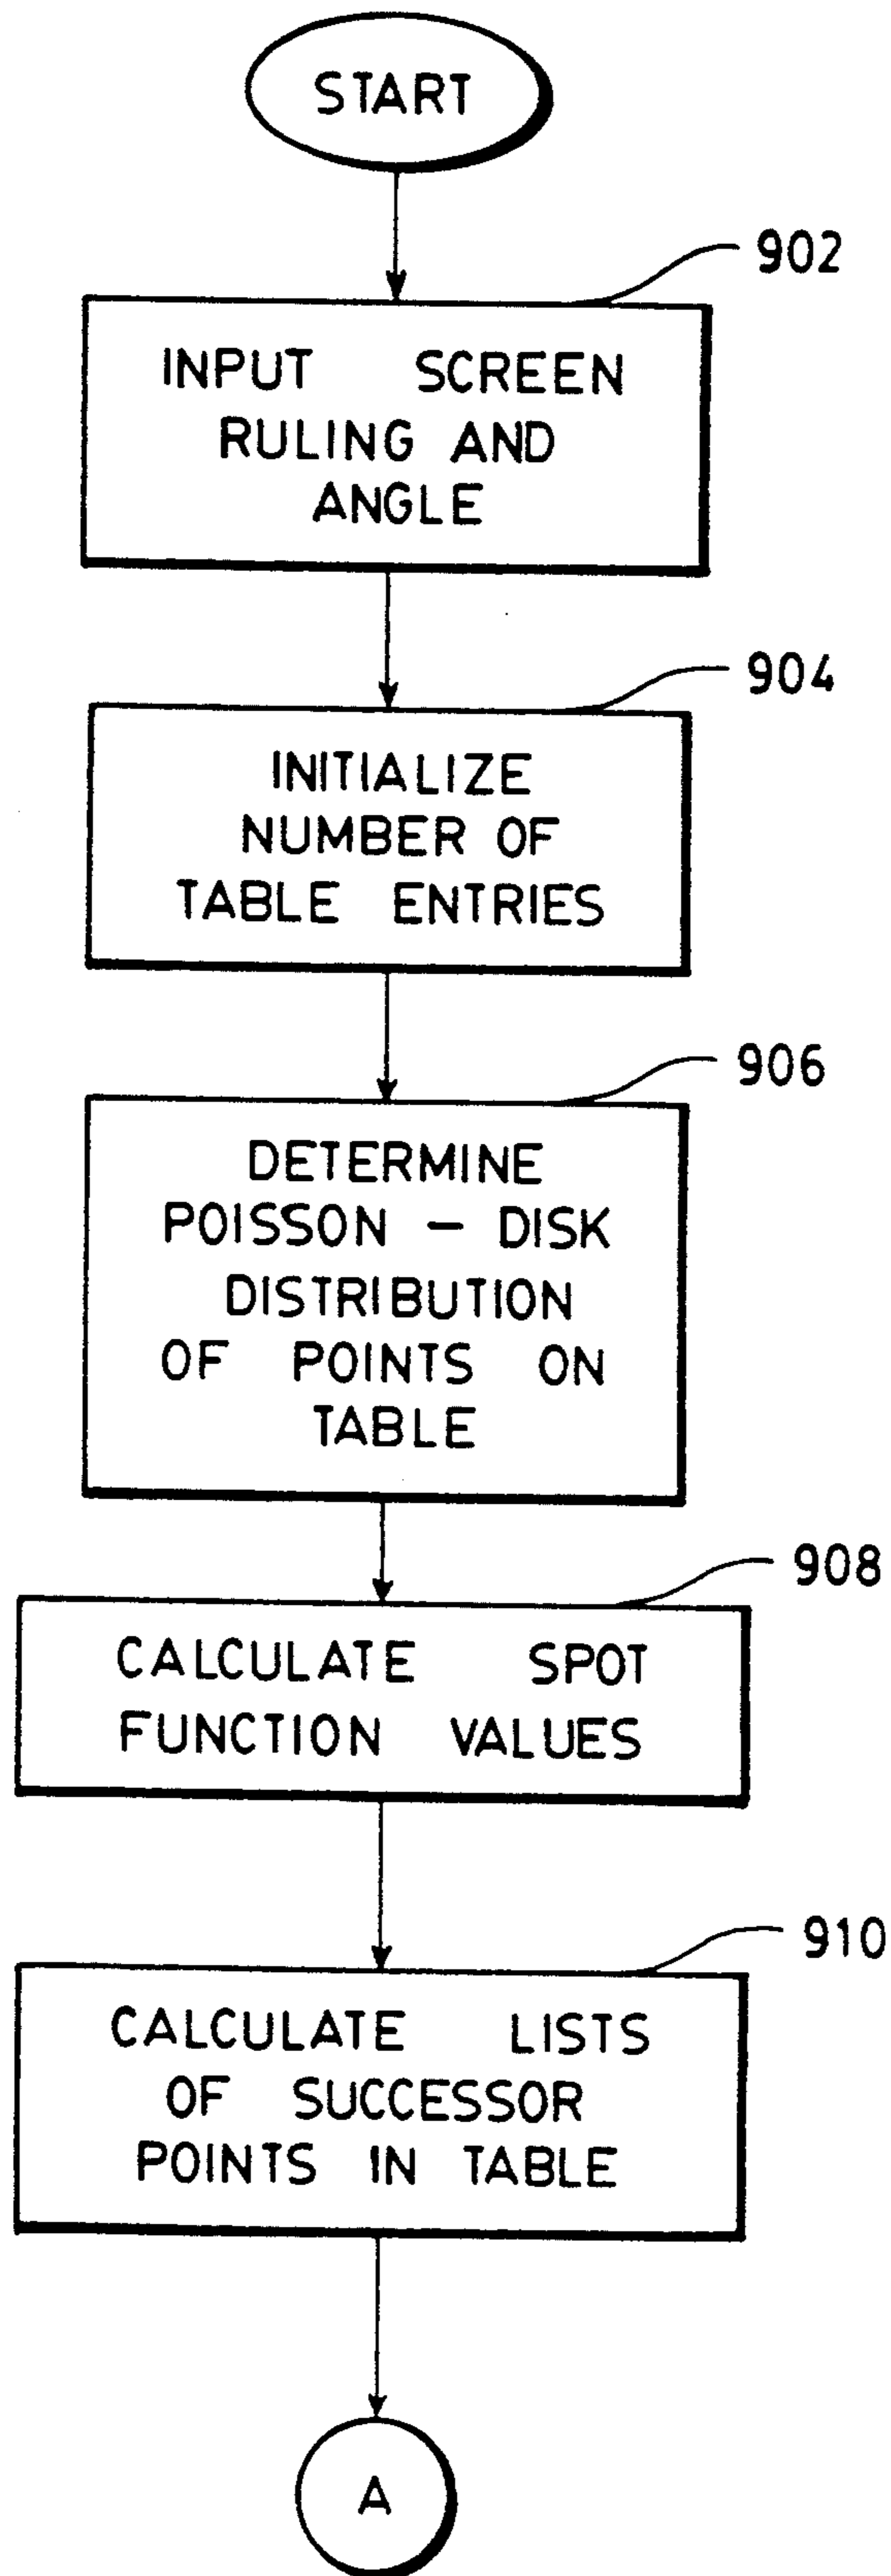 START
902
INPUT SCREEN
RULING AND
ANGLE
904
INITIALIZE
NUMBER OF
TABLE ENTRIES
906
DETERMINE
POISSON – DISK
DISTRIBUTION
OF POINTS ON
TABLE
908
CALCULATE SPOT
FUNCTION VALUES
910
CALCULATE LISTS
OF SUCCESSOR
POINTS IN TABLE
A